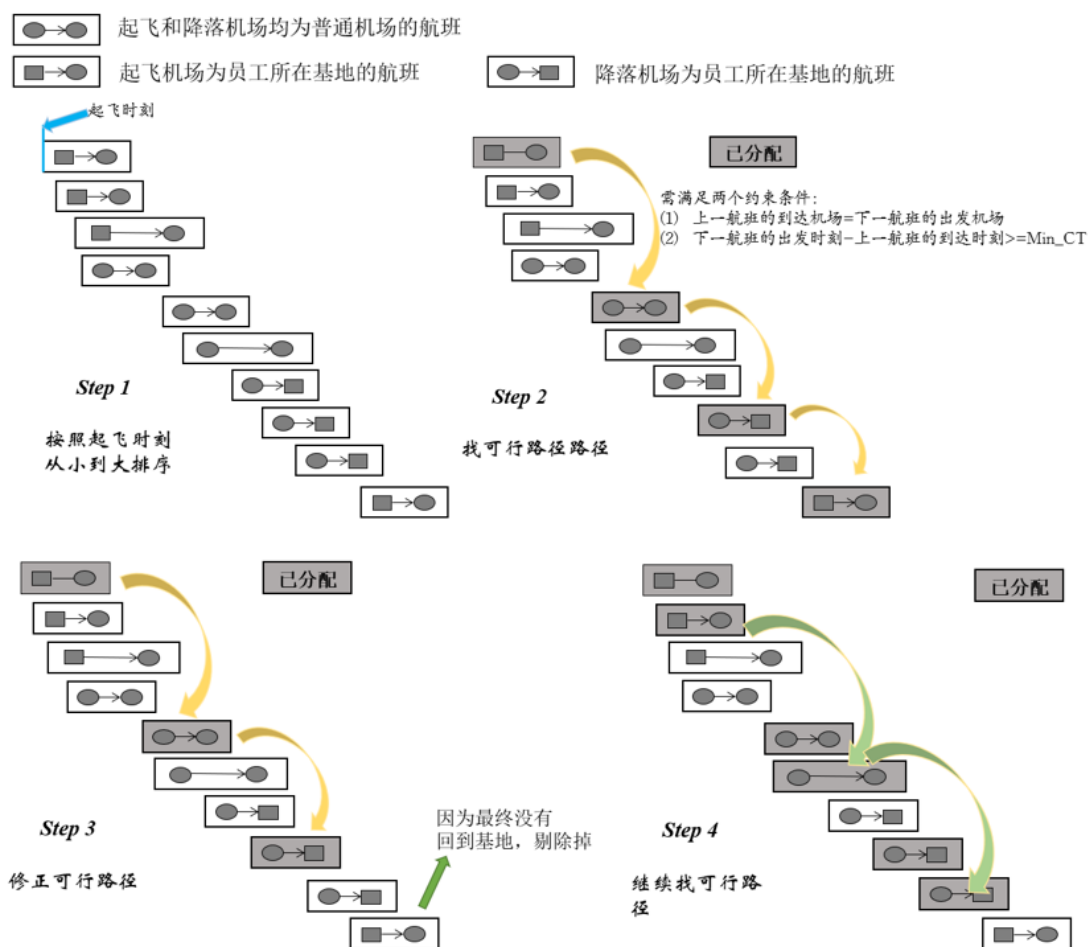 起飞和降落机场均为普通机场的航班
起飞机场为员工所在基地的航班
降落机场为员工所在基地的航班
起飞时刻
Step 1
按照起飞时刻
从小到大排序
已分配
需满足两个约束条件:
(1) 上一航班的到达机场=下一航班的出发机场
(2) 下一航班的出发时刻-上一航班的到达时刻>=Min_CT
Step 2
找可行路径路径
已分配
Step 3
修正可行路径
因为最终没有
回到基地，剔除掉
已分配
Step 4
继续找可行路
径